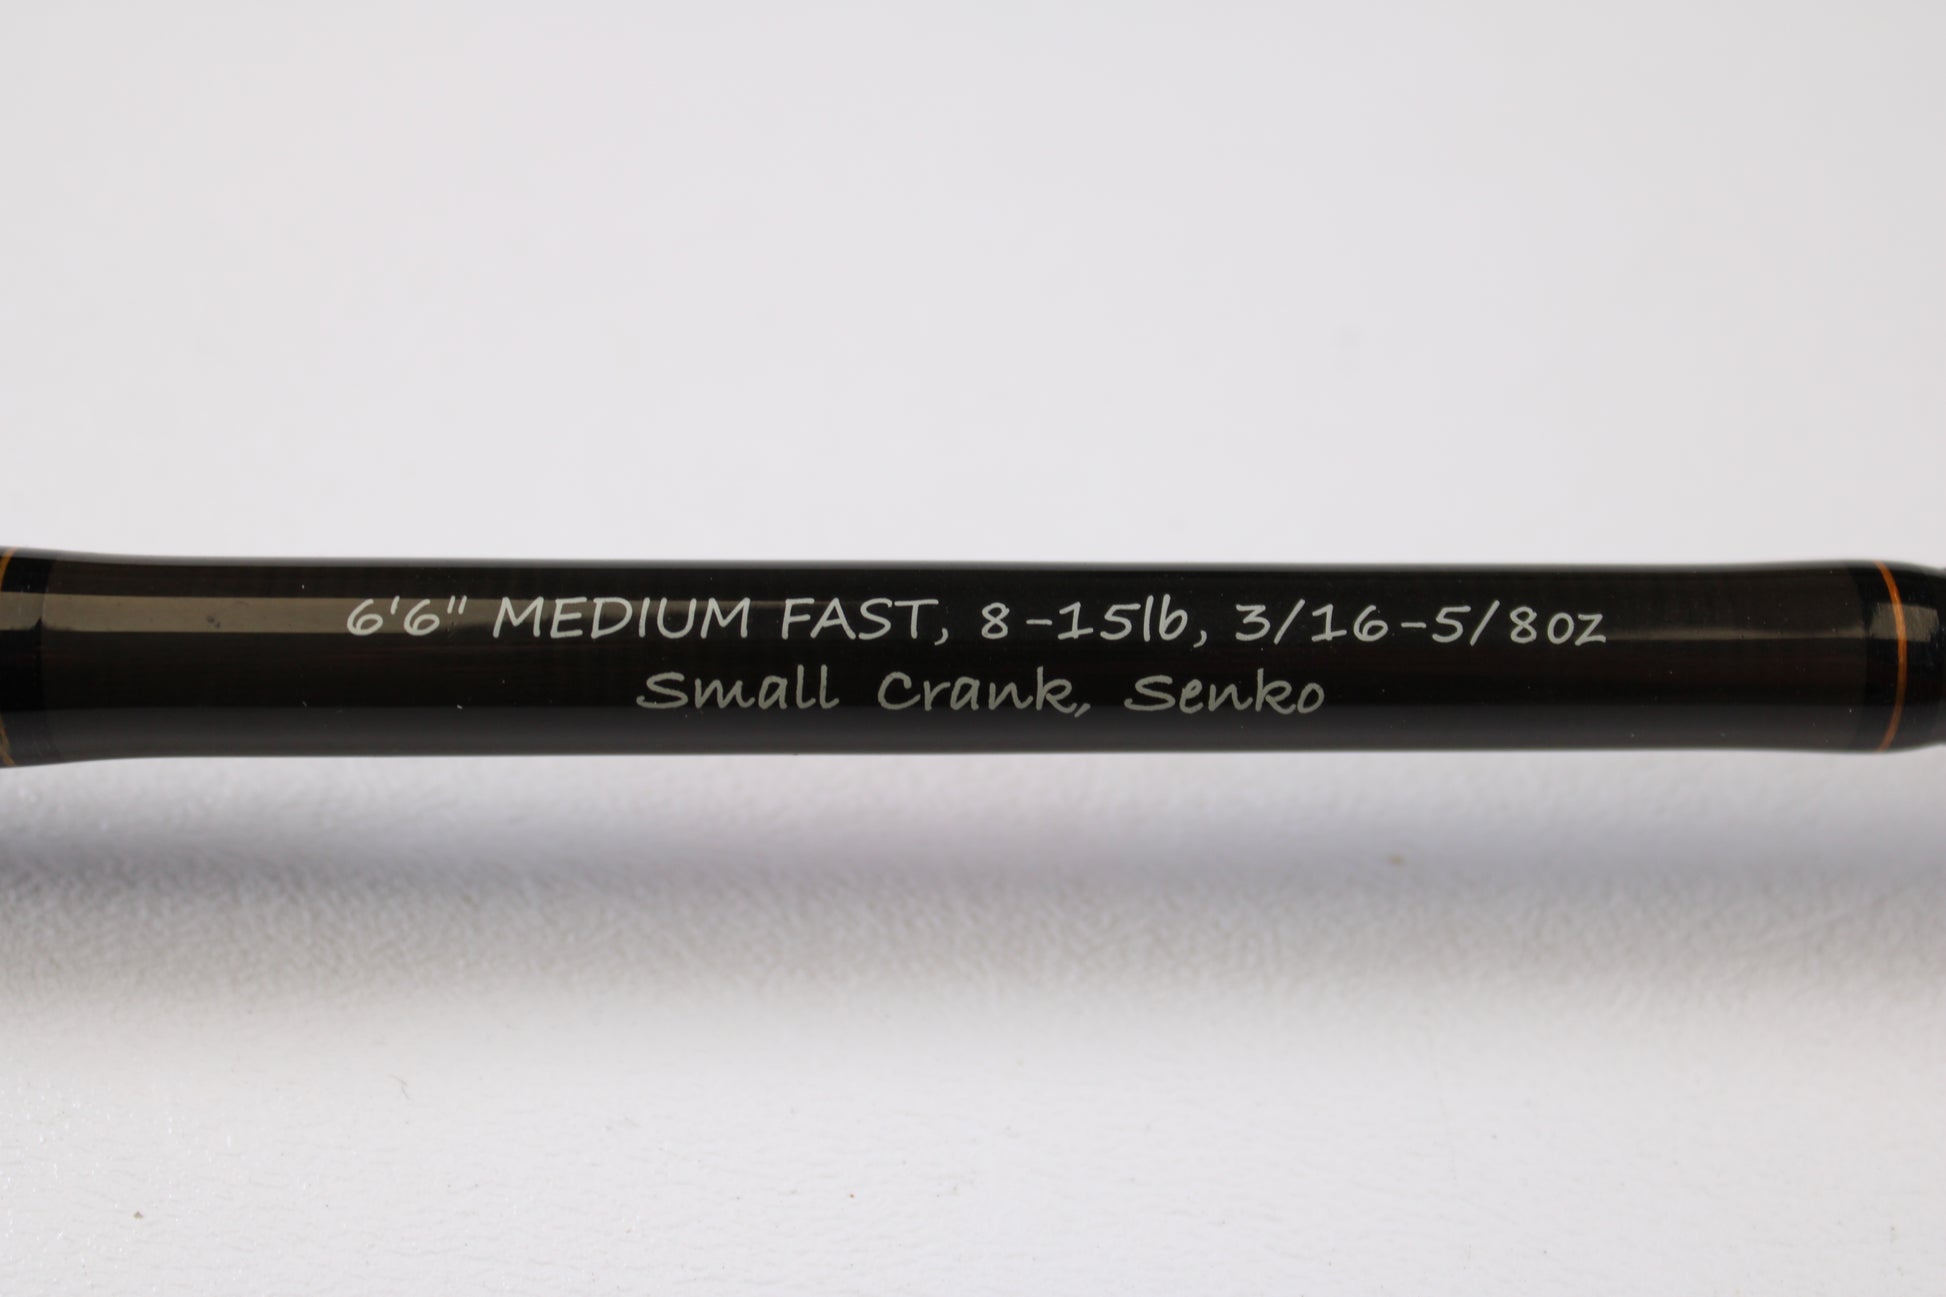 6'6" MEDIUM FAST, 8-15lb, 3/16-5/8oz
Small Crank, Senko